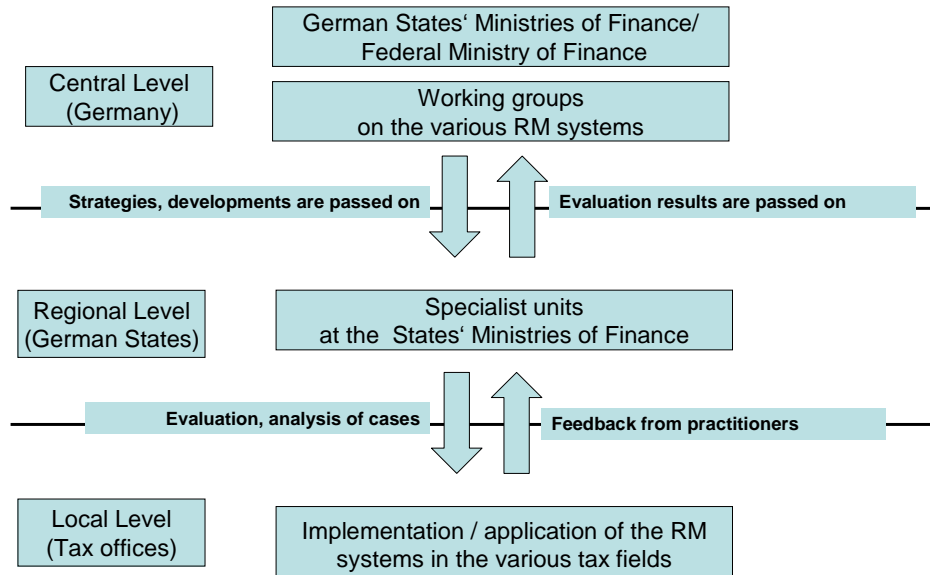 German States‘ Ministries of Finance/
Federal Ministry of Finance
Central Level
(Germany)
Working groups
on the various RM systems
Strategies, developments are passed on
Evaluation results are passed on
Regional Level
(German States)
Specialist units
at the States‘ Ministries of Finance
Evaluation, analysis of cases
Feedback from practitioners
Local Level
(Tax offices)
Implementation / application of the RM
systems in the various tax fields